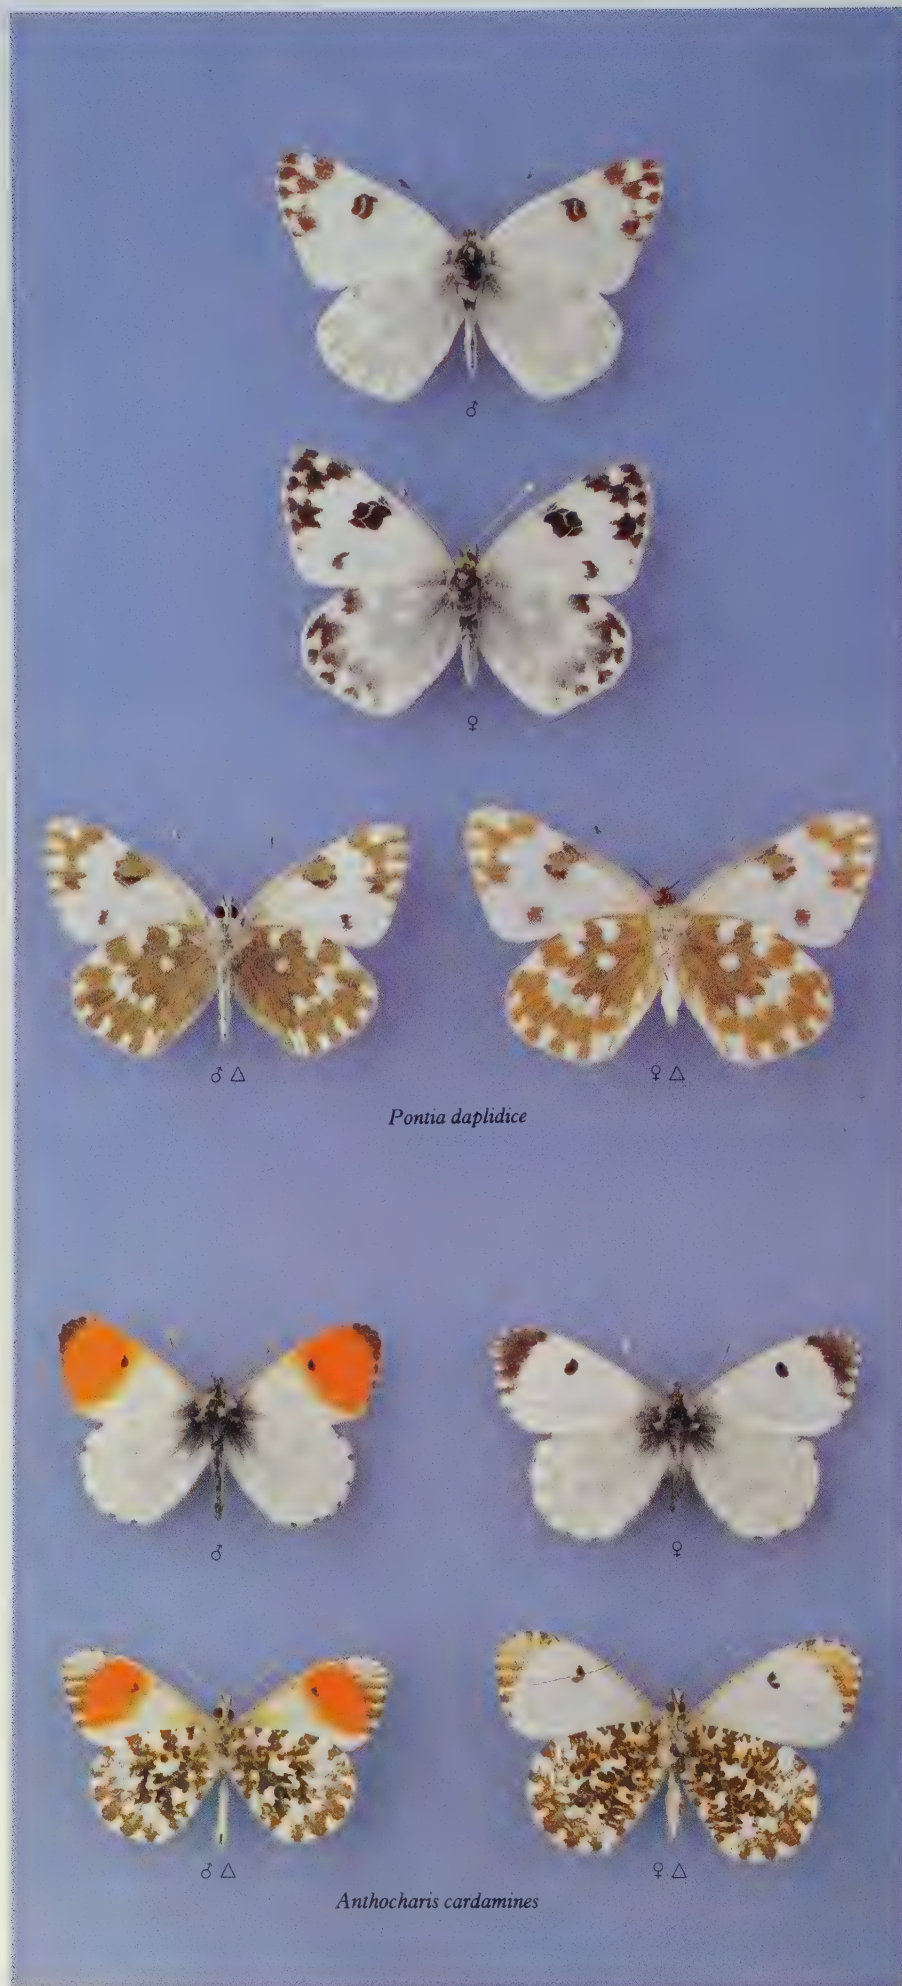 ♂
♀
♂ △ ♀ △
Pontia daplidice
♂ ♀
♂ △ ♀ △
Anthocharis cardamines